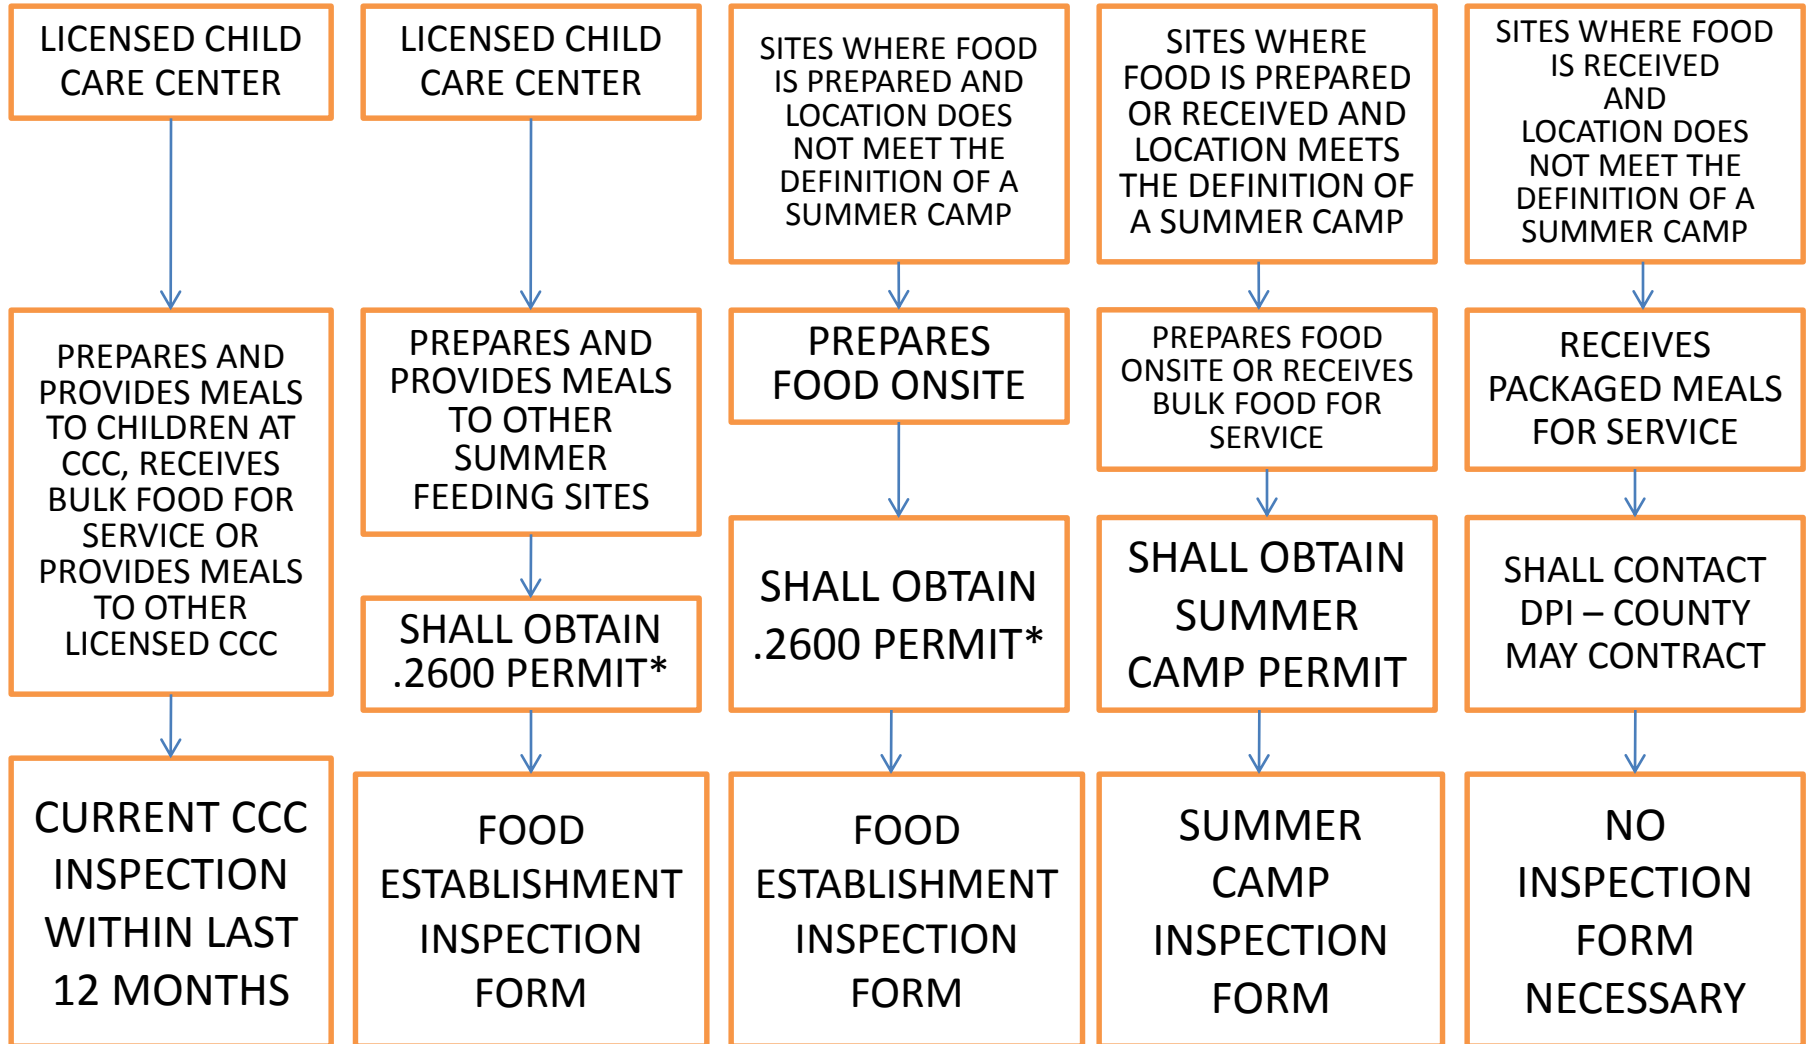 LICENSED CHILD
CARE CENTER
PREPARES AND
PROVIDES MEALS
TO CHILDREN AT
CCC, RECEIVES
BULK FOOD FOR
SERVICE OR
PROVIDES MEALS
TO OTHER
LICENSED CCC
CURRENT CCC
INSPECTION
WITHIN LAST
12 MONTHS
LICENSED CHILD
CARE CENTER
PREPARES AND
PROVIDES MEALS
TO OTHER
SUMMER
FEEDING SITES
SHALL OBTAIN
.2600 PERMIT*
FOOD
ESTABLISHMENT
INSPECTION
FORM
SITES WHERE FOOD
IS PREPARED AND
LOCATION DOES
NOT MEET THE
DEFINITION OF A
SUMMER CAMP
PREPARES
FOOD ONSITE
SHALL OBTAIN
.2600 PERMIT*
FOOD
ESTABLISHMENT
INSPECTION
FORM
SITES WHERE
FOOD IS PREPARED
OR RECEIVED AND
LOCATION MEETS
THE DEFINITION OF
A SUMMER CAMP
PREPARES FOOD
ONSITE OR RECEIVES
BULK FOOD FOR
SERVICE
SHALL OBTAIN
SUMMER
CAMP PERMIT
SUMMER
CAMP
INSPECTION
FORM
SITES WHERE FOOD
IS RECEIVED
AND
LOCATION DOES
NOT MEET THE
DEFINITION OF A
SUMMER CAMP
RECEIVES
PACKAGED MEALS
FOR SERVICE
SHALL CONTACT
DPI – COUNTY
MAY CONTRACT
NO
INSPECTION
FORM
NECESSARY